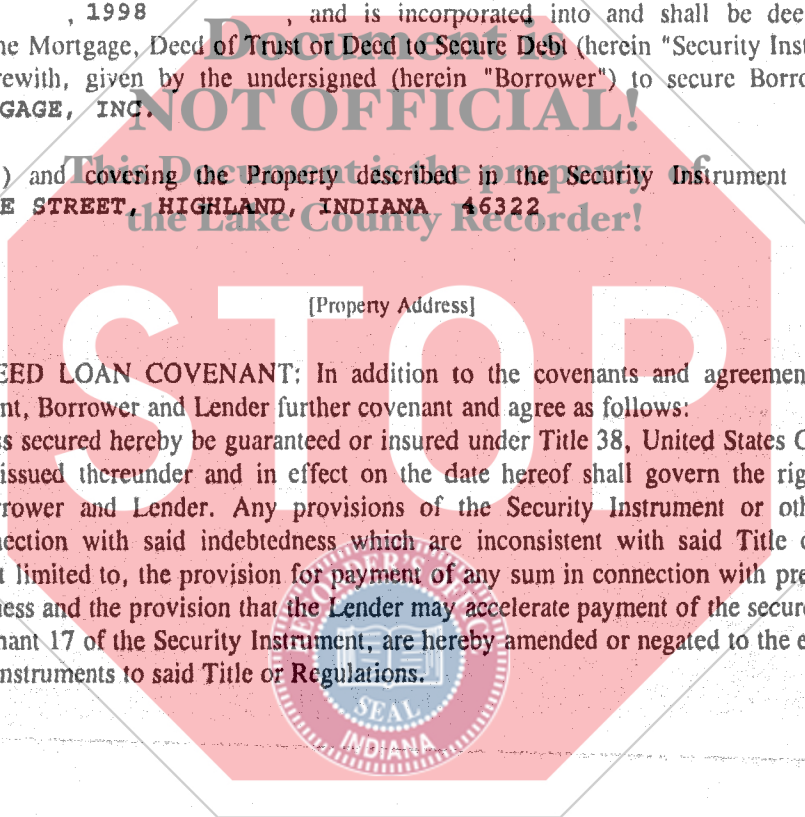 , 1998 , and is incorporated into and shall be dee
Document is
ne Mortgage, Deed of Trust or Deed to Secure Debt (herein "Security Inst
rewith, given by the undersigned (herein "Borrower") to secure Borro
GAGE, INC.
NOT OFFICIAL!
This Document is the property of
) and covering the Property described in the Security Instrument
E STREET, HIGHLAND, INDIANA 46322
the Lake County Recorder!
[Property Address]
STOP
EED LOAN COVENANT: In addition to the covenants and agreemen
nt, Borrower and Lender further covenant and agree as follows:
ss secured hereby be guaranteed or insured under Title 38, United States C
issued thereunder and in effect on the date hereof shall govern the rig
rrower and Lender. Any provisions of the Security Instrument or oth
nection with said indebtedness which are inconsistent with said Title o
t limited to, the provision for payment of any sum in connection with pre
ness and the provision that the Lender may accelerate payment of the secure
nant 17 of the Security Instrument, are hereby amended or negated to the e
instruments to said Title or Regulations.
RECORDER'S OFFICE
SEAL
INDIANA